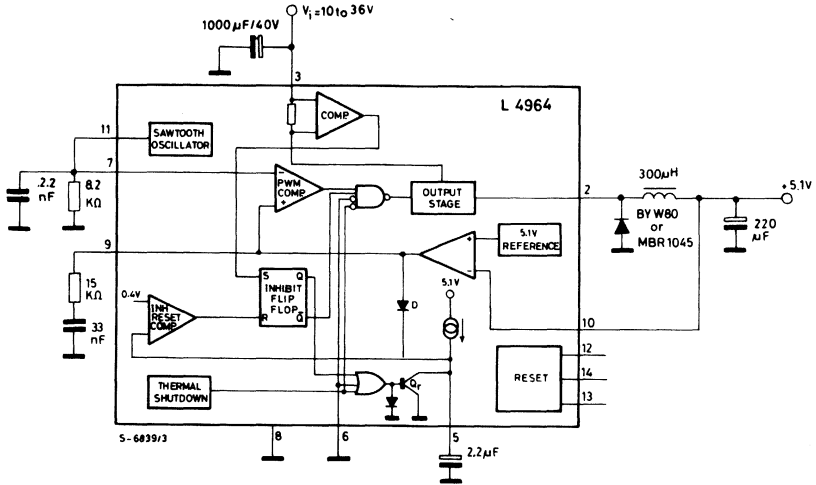 Vi=10 to 36V
1000µF/40V
3
L 4964
COMP.
11
SAWTOOTH
OSCILLATOR
7
.2.2
nF
8.2
KΩ
-
PWM
COMP.
+
OUTPUT
STAGE
2
300µH
+5.1V
BYW80
or
MBR1045
220
µF
9
5.1V
REFERENCE
+
-
15
KΩ
33
nF
0.4V
INH
RESET
COMP.
S Q
INHIBIT
FLIP
FLOP
R Q̅
D
5.1V
10
RESET
12
14
13
THERMAL
SHUTDOWN
Qr
S-6839/3
8
6
5
2.2µF